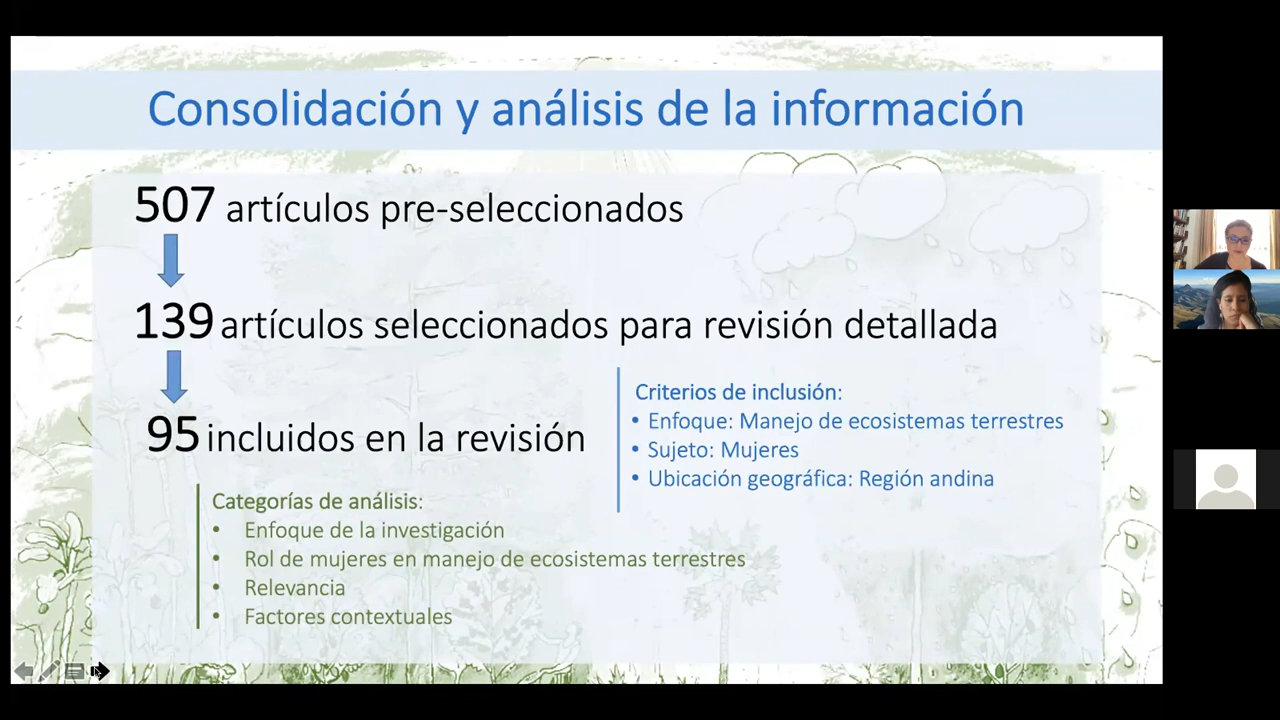 Consolidación y análisis de la información
507 artículos pre-seleccionados
139 artículos seleccionados para revisión detallada
95 incluidos en la revisión
Criterios de inclusión:
• Enfoque: Manejo de ecosistemas terrestres
• Sujeto: Mujeres
• Ubicación geográfica: Región andina
Categorías de análisis:
• Enfoque de la investigación
• Rol de mujeres en manejo de ecosistemas terrestres
• Relevancia
• Factores contextuales